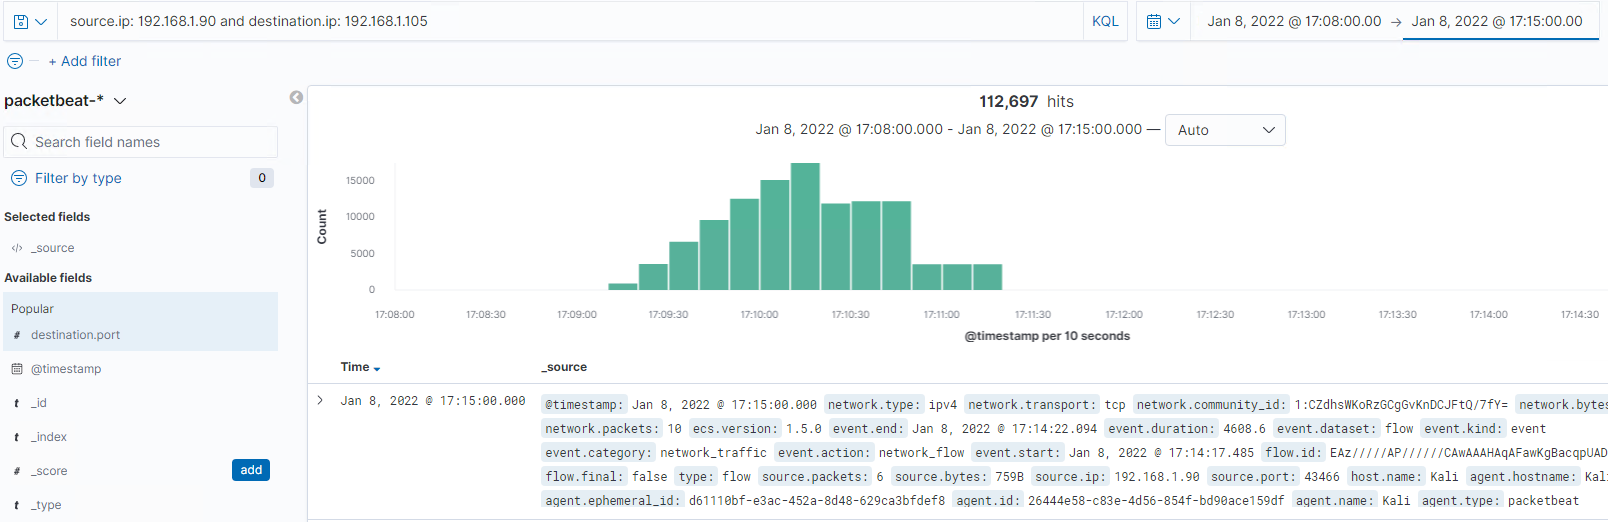 source.ip: 192.168.1.90 and destination.ip: 192.168.1.105
KQL
Jan 8, 2022 @ 17:08:00.00 → Jan 8, 2022 @ 17:15:00.00
+ Add filter
packetbeat-*
Search field names
Filter by type 0
Selected fields
</> _source
Available fields
Popular
# destination.port
@timestamp
t _id
t _index
# _score add
t _type
112,697 hits
Jan 8, 2022 @ 17:08:00.000 - Jan 8, 2022 @ 17:15:00.000 — Auto
Count
15000
10000
5000
0
17:08:00 17:08:30 17:09:00 17:09:30 17:10:00 17:10:30 17:11:00 17:11:30 17:12:00 17:12:30 17:13:00 17:13:30 17:14:00 17:14:30
@timestamp per 10 seconds
Time _source
Jan 8, 2022 @ 17:15:00.000
@timestamp: Jan 8, 2022 @ 17:15:00.000 network.type: ipv4 network.transport: tcp network.community_id: 1:CZdhsWKoRzGCgGvKnDCJFtQ/7fY= network.bytes
network.packets: 10 ecs.version: 1.5.0 event.end: Jan 8, 2022 @ 17:14:22.094 event.duration: 4608.6 event.dataset: flow event.kind: event
event.category: network_traffic event.action: network_flow event.start: Jan 8, 2022 @ 17:14:17.485 flow.id: EAz/////AP//////CAwAAAHAqAFawKgBacqpUAD
flow.final: false type: flow source.packets: 6 source.bytes: 759B source.ip: 192.168.1.90 source.port: 43466 host.name: Kali agent.hostname: Kal
agent.ephemeral_id: d61110bf-e3ac-452a-8d48-629ca3bfdef8 agent.id: 26444e58-c83e-4d56-854f-bd90ace159df agent.name: Kali agent.type: packetbeat